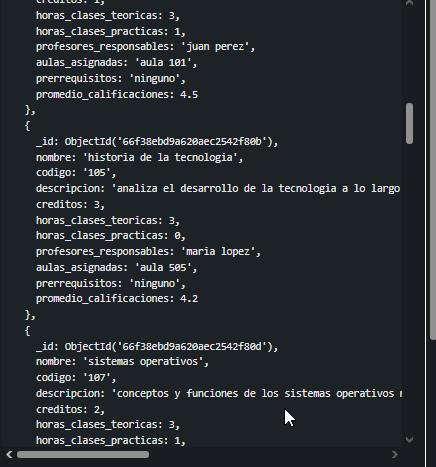 creditos: 1,
horas_clases_teoricas: 3,
horas_clases_practicas: 1,
profesores_responsables: 'juan perez',
aulas_asignadas: 'aula 101',
prerrequisitos: 'ninguno',
promedio_calificaciones: 4.5
},
{
_id: ObjectId('66f38ebd9a620aec2542f80b'),
nombre: 'historia de la tecnologia',
codigo: '105',
descripcion: 'analiza el desarrollo de la tecnologia a lo largo
creditos: 3,
horas_clases_teoricas: 3,
horas_clases_practicas: 0,
profesores_responsables: 'maria lopez',
aulas_asignadas: 'aula 505',
prerrequisitos: 'ninguno',
promedio_calificaciones: 4.2
},
{
_id: ObjectId('66f38ebd9a620aec2542f80d'),
nombre: 'sistemas operativos',
codigo: '107',
descripcion: 'conceptos y funciones de los sistemas operativos
creditos: 2,
horas_clases_teoricas: 3,
horas_clases_practicas: 1,